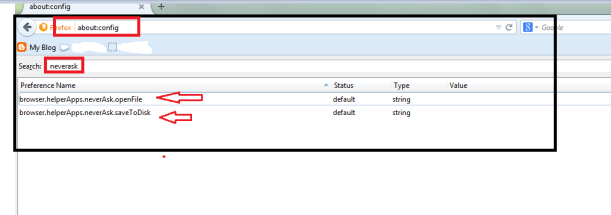 about:config × +
Firefox about:config Google
My Blog
Search: neverask
Preference Name Status Type Value
browser.helperApps.neverAsk.openFile default string
browser.helperApps.neverAsk.saveToDisk default string